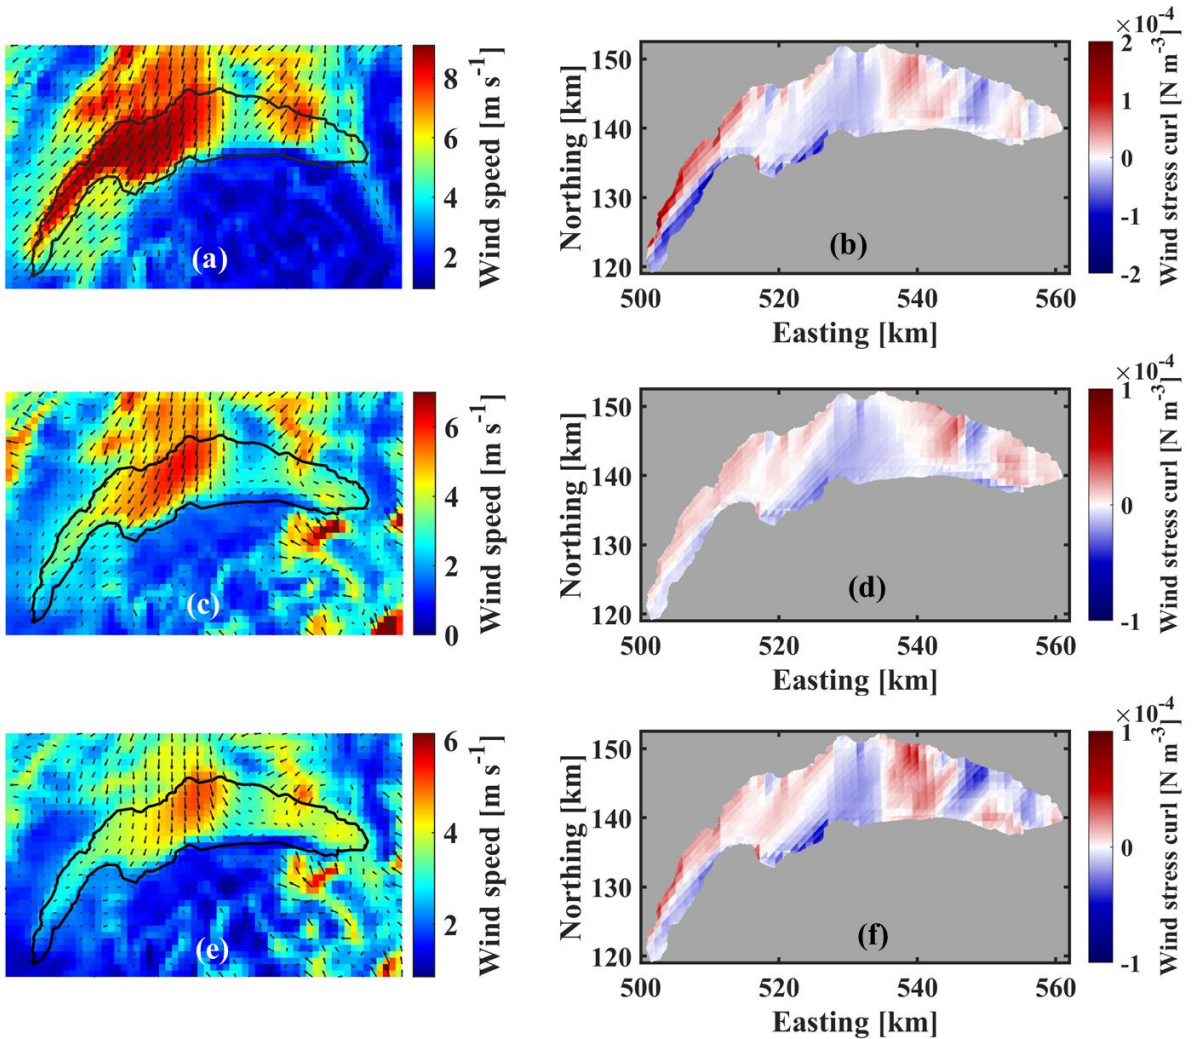 8
6
4
2
Wind speed [m s⁻¹]
(a)
150
140
130
120
Northing [km]
500 520 540 560
Easting [km]
(b)
×10⁻⁴
2
1
0
-1
-2
Wind stress curl [N m⁻³]
6
4
2
0
Wind speed [m s⁻¹]
(c)
150
140
130
120
Northing [km]
500 520 540 560
Easting [km]
(d)
×10⁻⁴
1
0
-1
Wind stress curl [N m⁻³]
6
4
2
Wind speed [m s⁻¹]
(e)
150
140
130
120
Northing [km]
500 520 540 560
Easting [km]
(f)
×10⁻⁴
1
0
-1
Wind stress curl [N m⁻³]